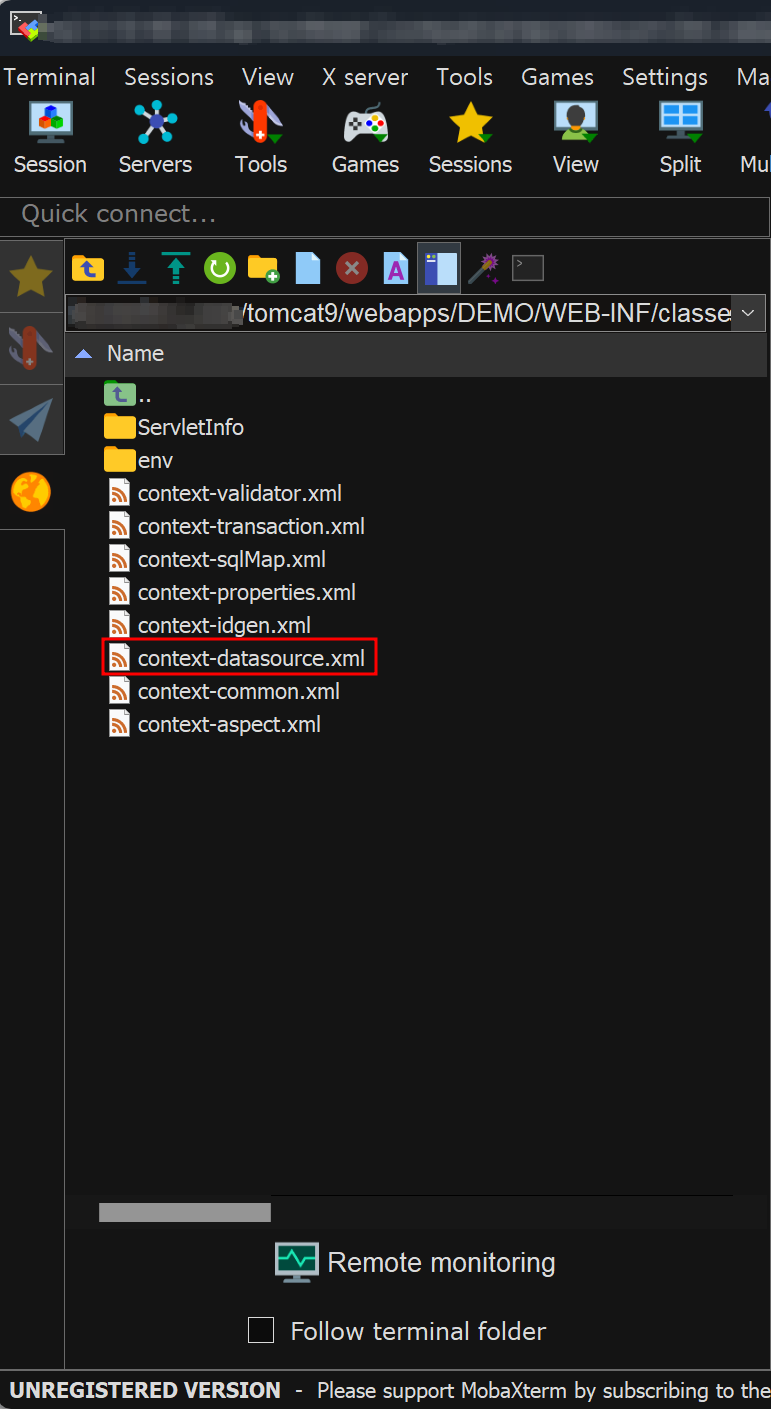 Terminal Sessions View X server Tools Games Settings Ma
Session Servers Tools Games Sessions View Split Mul
Quick connect...
/tomcat9/webapps/DEMO/WEB-INF/classe
Name
..
ServletInfo
env
context-validator.xml
context-transaction.xml
context-sqlMap.xml
context-properties.xml
context-idgen.xml
context-datasource.xml
context-common.xml
context-aspect.xml
Remote monitoring
Follow terminal folder
UNREGISTERED VERSION - Please support MobaXterm by subscribing to the